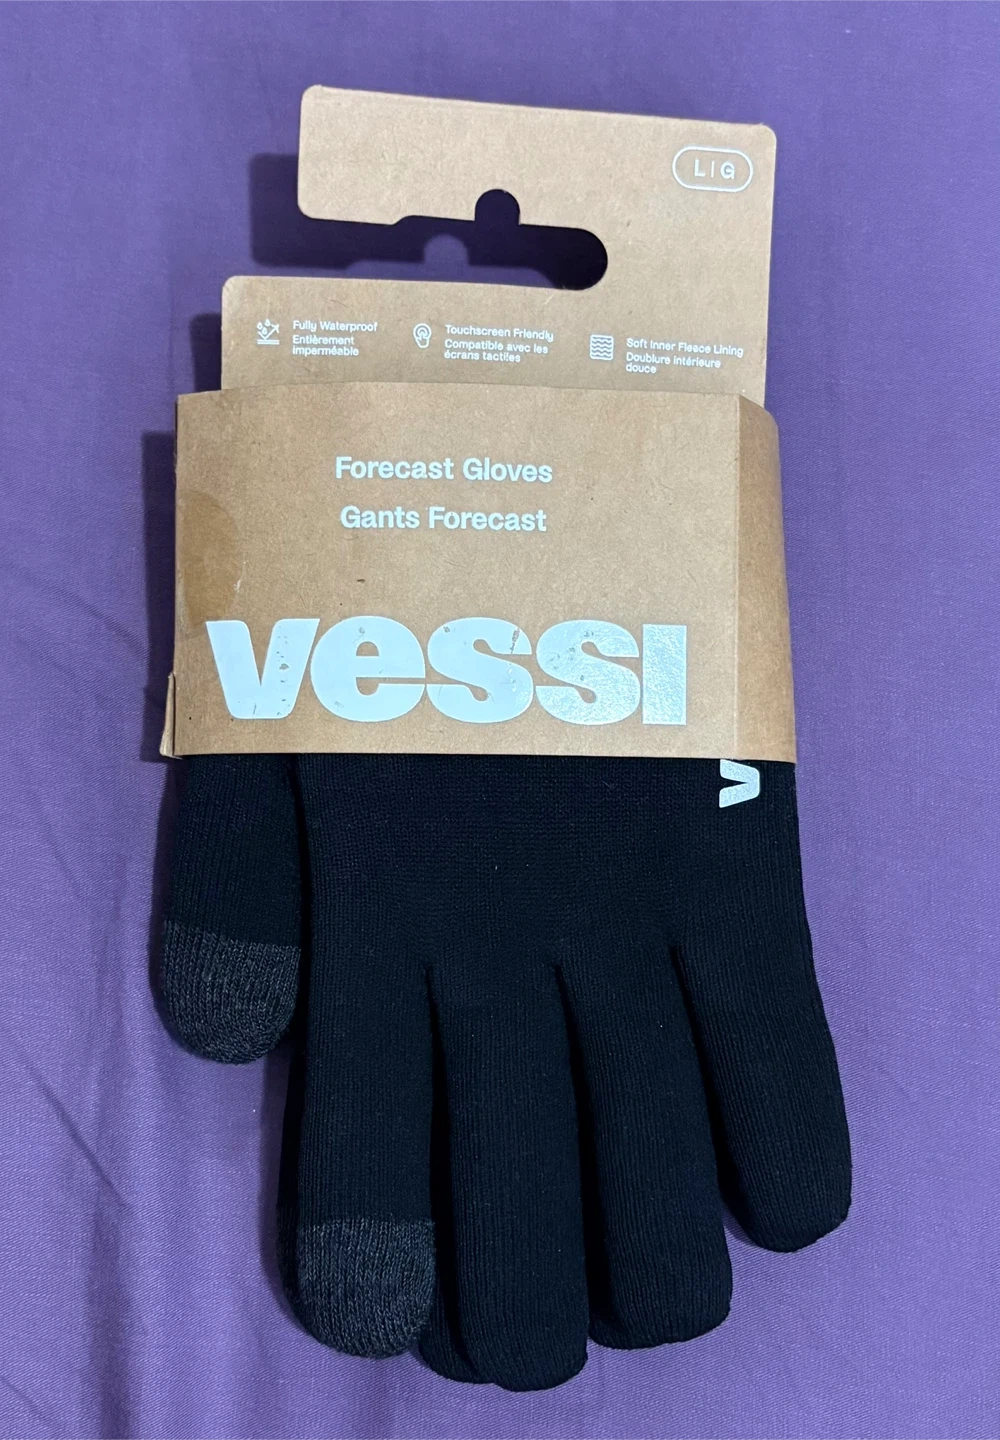 L|G
Fully Waterproof
Entièrement
imperméable
Touchscreen Friendly
Compatible avec les
écrans tactiles
Soft Inner Fleece Lining
Doublure intérieure
douce
Forecast Gloves
Gants Forecast
vessi
v